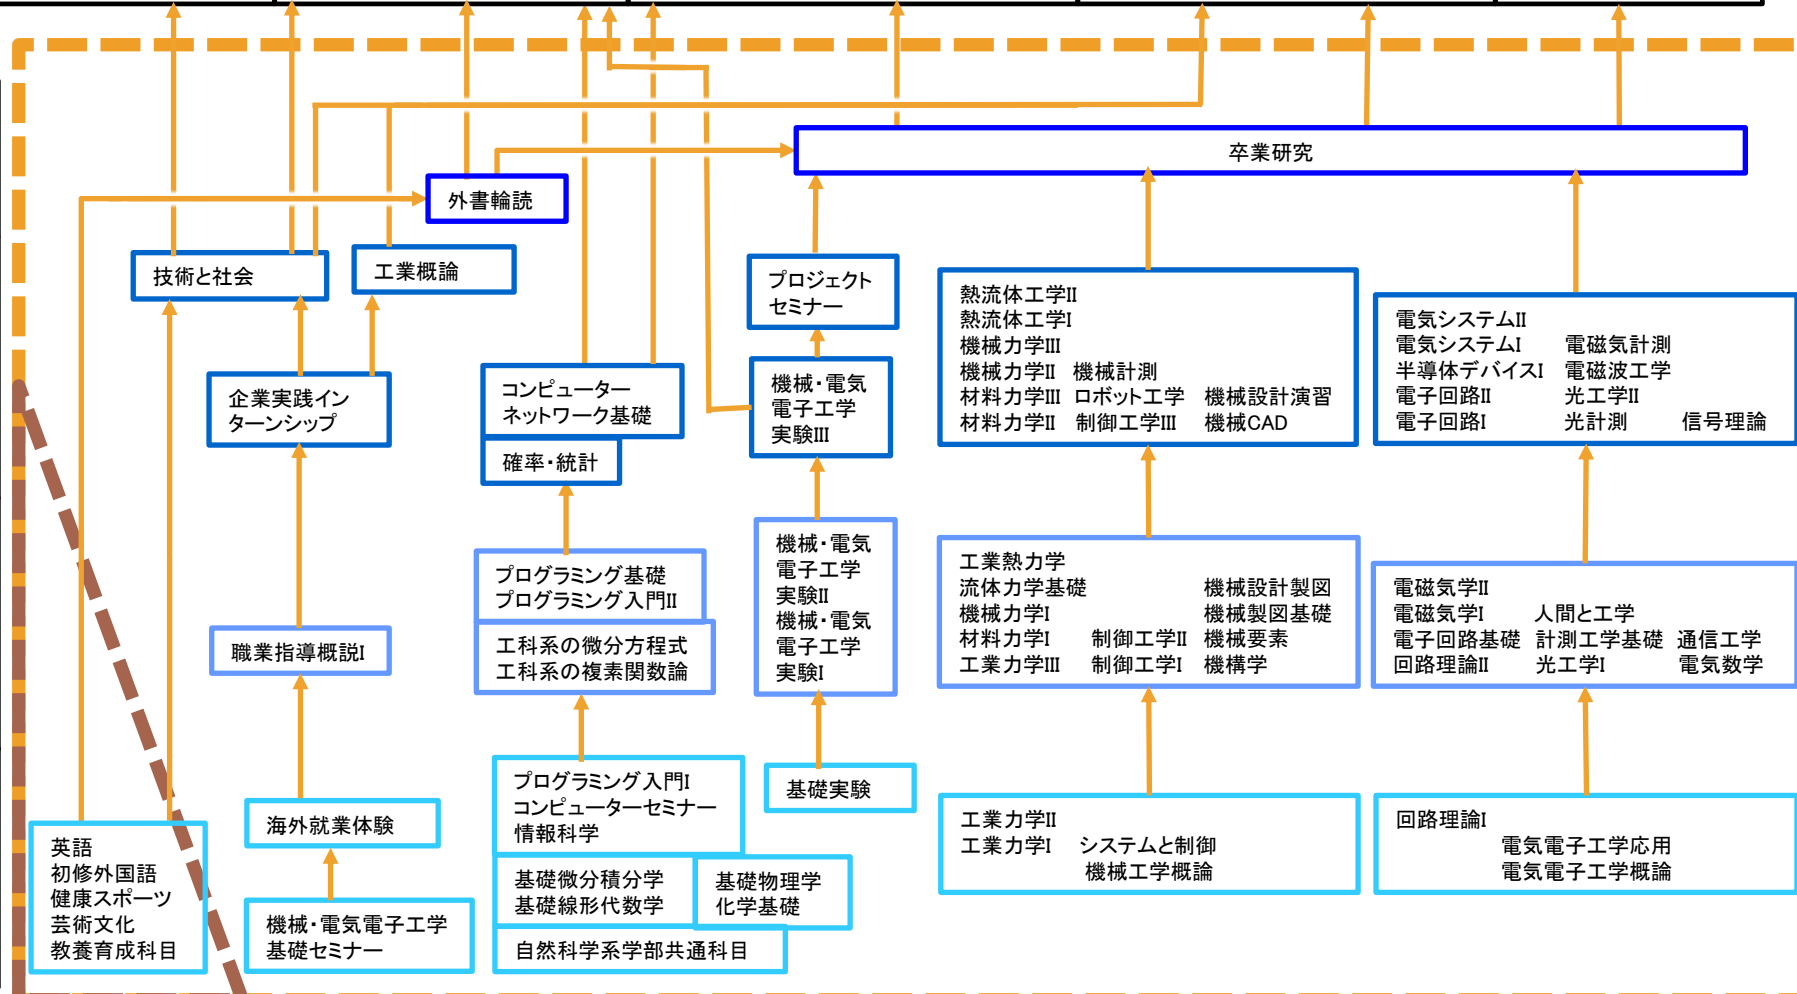 卒業研究
外書輪読
技術と社会
工業概論
プロジェクト
セミナー
熱流体工学II
熱流体工学I
機械力学III
機械力学II 機械計測
材料力学III ロボット工学 機械設計演習
材料力学II 制御工学III 機械CAD
電気システムII
電気システムI 電磁気計測
半導体デバイスI 電磁波工学
電子回路II 光工学II
電子回路I 光計測 信号理論
企業実践イン
ターンシップ
コンピューター
ネットワーク基礎
確率・統計
機械・電気
電子工学
実験III
プログラミング基礎
プログラミング入門II
工科系の微分方程式
工科系の複素関数論
機械・電気
電子工学
実験II
機械・電気
電子工学
実験I
工業熱力学
流体力学基礎 機械設計製図
機械力学I 機械製図基礎
材料力学I 制御工学II 機械要素
工業力学III 制御工学I 機構学
電磁気学II
電磁気学I 人間と工学
電子回路基礎 計測工学基礎 通信工学
回路理論II 光工学I 電気数学
職業指導概説I
海外就業体験
プログラミング入門I
コンピューターセミナー
情報科学
基礎実験
工業力学II
工業力学I システムと制御
機械工学概論
回路理論I
電気電子工学応用
電気電子工学概論
英語
初修外国語
健康スポーツ
芸術文化
教養育成科目
機械・電気電子工学
基礎セミナー
基礎微分積分学
基礎線形代数学
基礎物理学
化学基礎
自然科学系学部共通科目